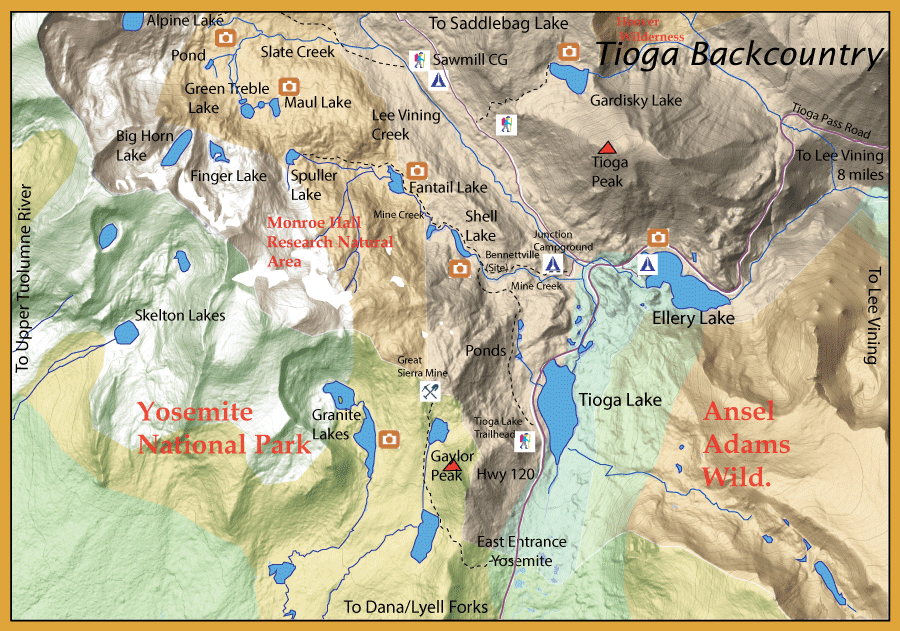 Alpine Lake
To Saddlebag Lake
Hoover
Wilderness
Tioga Backcountry
Pond
Slate Creek
Sawmill CG
Green Treble
Lake
Maul Lake
Gardisky Lake
Lee Vining
Creek
Tioga Pass Road
Big Horn
Lake
Finger Lake
Spuller
Lake
Fantail Lake
Tioga
Peak
To Lee Vining
8 miles
Mine Creek
Shell
Lake
Monroe Hall
Research Natural
Area
Junction
Campground
Bennettville
(Site)
Mine Creek
To Upper Tuolumne River
To Lee Vining
Skelton Lakes
Ellery Lake
Ponds
Great
Sierra Mine
Tioga Lake
Yosemite
National Park
Granite
Lakes
Tioga Lake
Trailhead
Ansel
Adams
Wild.
Gaylor
Peak
Hwy 120
East Entrance
Yosemite
To Dana/Lyell Forks